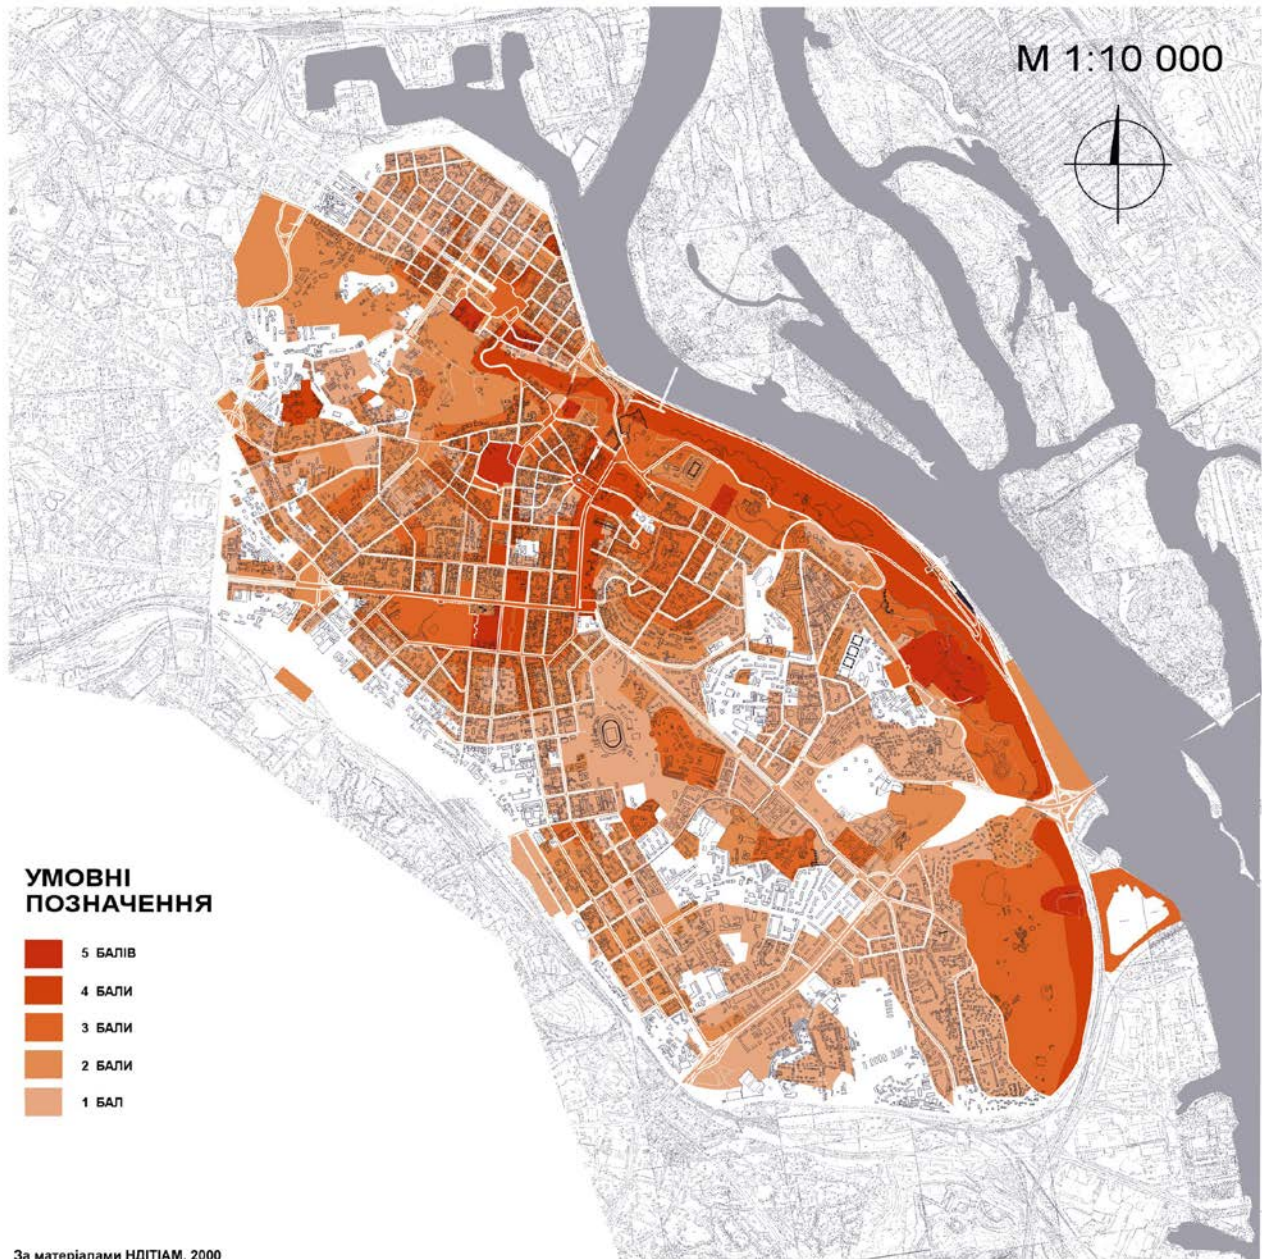 М 1:10 000
УМОВНІ
ПОЗНАЧЕННЯ
5 БАЛІВ
4 БАЛИ
3 БАЛИ
2 БАЛИ
1 БАЛ
За матеріалами НДІТІАМ, 2000